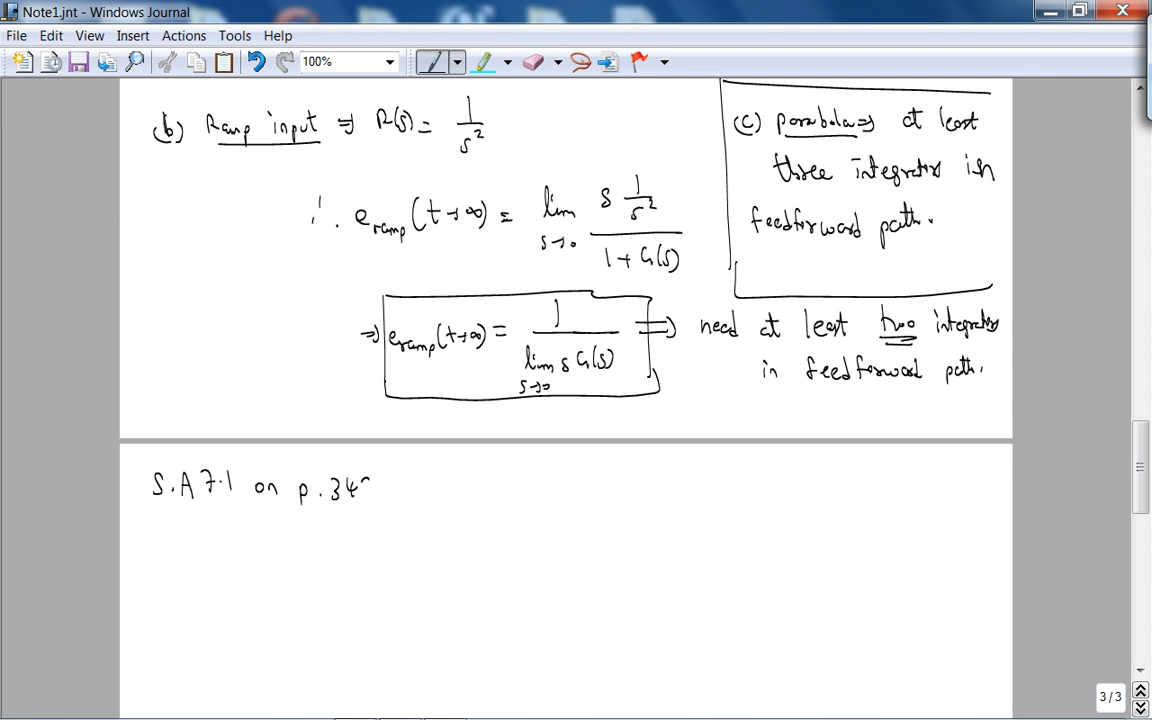 Note1.jnt - Windows Journal
File Edit View Insert Actions Tools Help
100%
(b) Ramp input ⇒ R(s) = 1/s²
∴ e_ramp(t→∞) = lim s→0 s 1/s² / 1+G(s)
⇒ e_ramp(t→∞) = 1 / lim s→0 s G(s) ⇒ need at least two integrators
in feedforward path.
(c) parabola ⇒ at least
three integrators in
feedforward path.
S.A 7.1 on p. 34
3/3